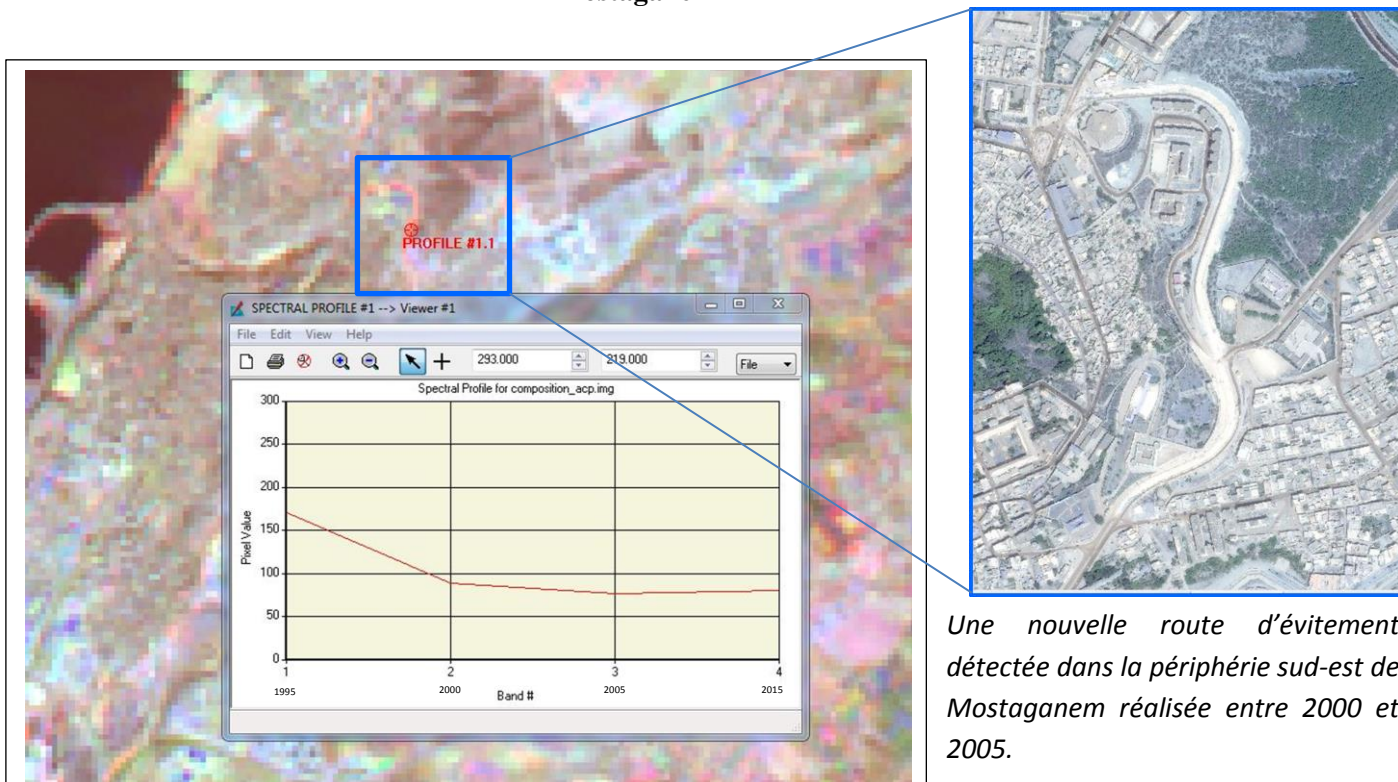 PROFILE #1.1
SPECTRAL PROFILE #1 --> Viewer #1
File Edit View Help
293.000 219.000 File
Spectral Profile for composition_acp.img
300
250
200
150
100
50
0
Pixel Value
1 2 3 4
1995 2000 2005 2015
Band #
Une nouvelle route d’évitement
détectée dans la périphérie sud-est de
Mostaganem réalisée entre 2000 et
2005.